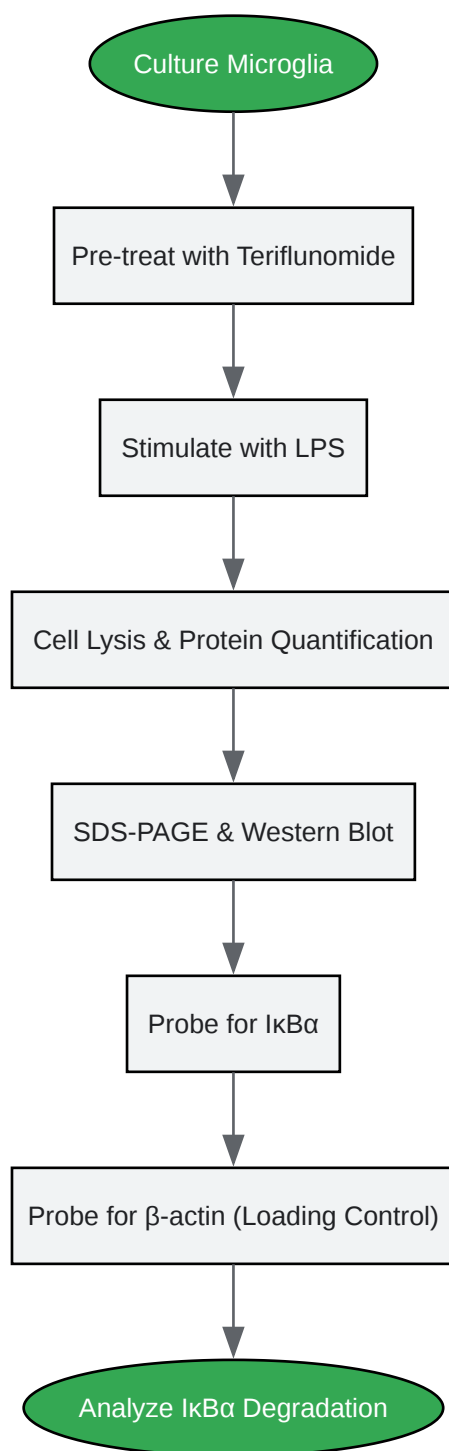 Culture Microglia
Pre-treat with Teriflunomide
Stimulate with LPS
Cell Lysis & Protein Quantification
SDS-PAGE & Western Blot
Probe for IκBα
Probe for β-actin (Loading Control)
Analyze IκBα Degradation